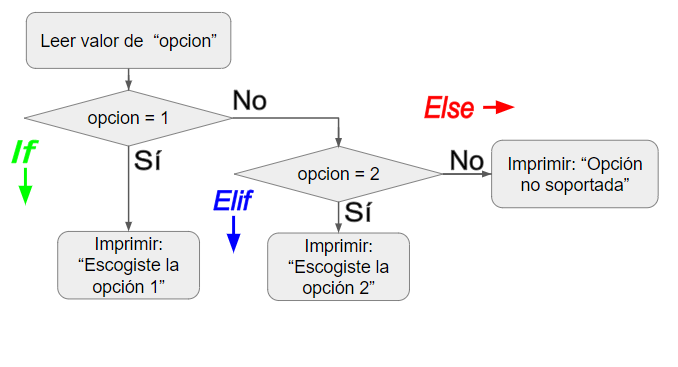 Leer valor de “opcion”
opcion = 1
No
If
Sí
Imprimir:
“Escogiste la
opción 1”
opcion = 2
Elif
Sí
Imprimir:
“Escogiste la
opción 2”
Else
No
Imprimir: “Opción
no soportada”